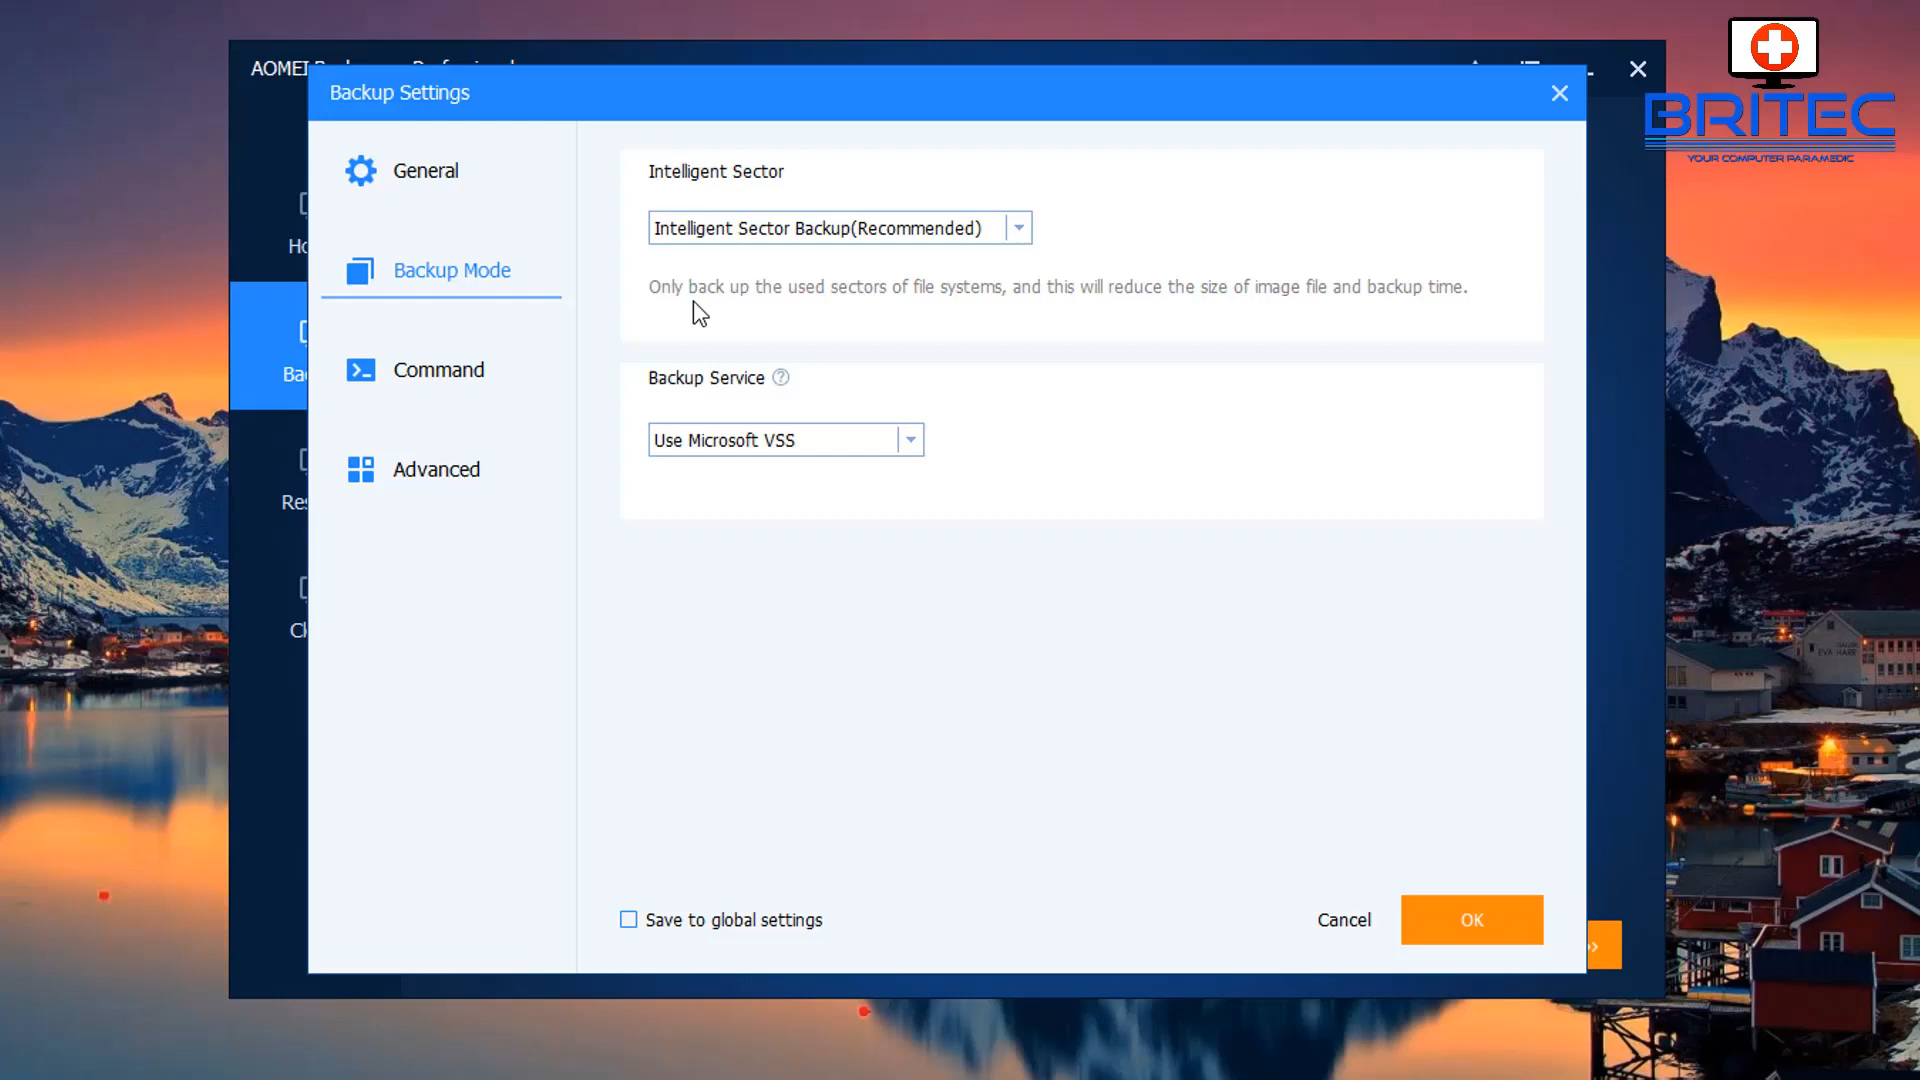 AOMEI
Backup Settings
BRITEC
YOUR COMPUTER PARAMEDIC
General
Intelligent Sector
Intelligent Sector Backup(Recommended)
Backup Mode
Only back up the used sectors of file systems, and this will reduce the size of image file and backup time.
Command
Backup Service ?
Use Microsoft VSS
Advanced
Save to global settings
Cancel
OK